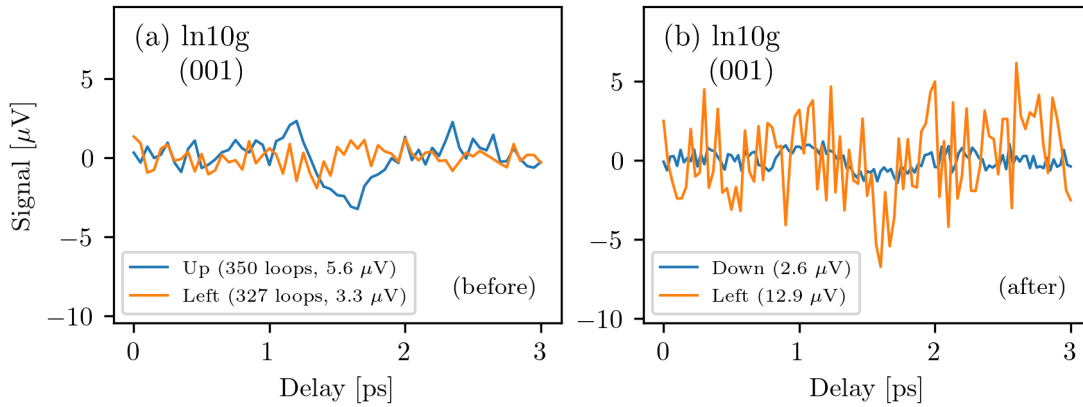 (a) ln10g
(001)
Signal [μV]
5
0
−5
−10
Up (350 loops, 5.6 μV)
Left (327 loops, 3.3 μV)
(before)
0 1 2 3
Delay [ps]
(b) ln10g
(001)
5
0
−5
−10
Down (2.6 μV)
Left (12.9 μV)
(after)
0 1 2 3
Delay [ps]